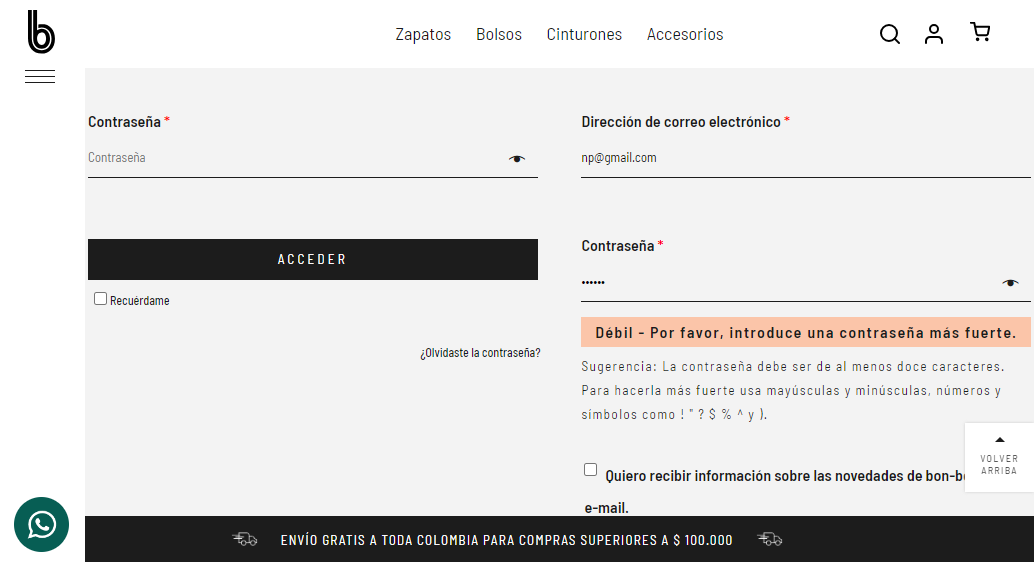 b
Zapatos Bolsos Cinturones Accesorios
Contraseña *
Contraseña
ACCEDER
Recuérdame
¿Olvidaste la contraseña?
Dirección de correo electrónico *
np@gmail.com
Contraseña *
••••••
Débil - Por favor, introduce una contraseña más fuerte.
Sugerencia: La contraseña debe ser de al menos doce caracteres.
Para hacerla más fuerte usa mayúsculas y minúsculas, números y
símbolos como ! " ? $ % ^ y ).
Quiero recibir información sobre las novedades de bon-b
e-mail.
VOLVER
ARRIBA
ENVÍO GRATIS A TODA COLOMBIA PARA COMPRAS SUPERIORES A $ 100.000